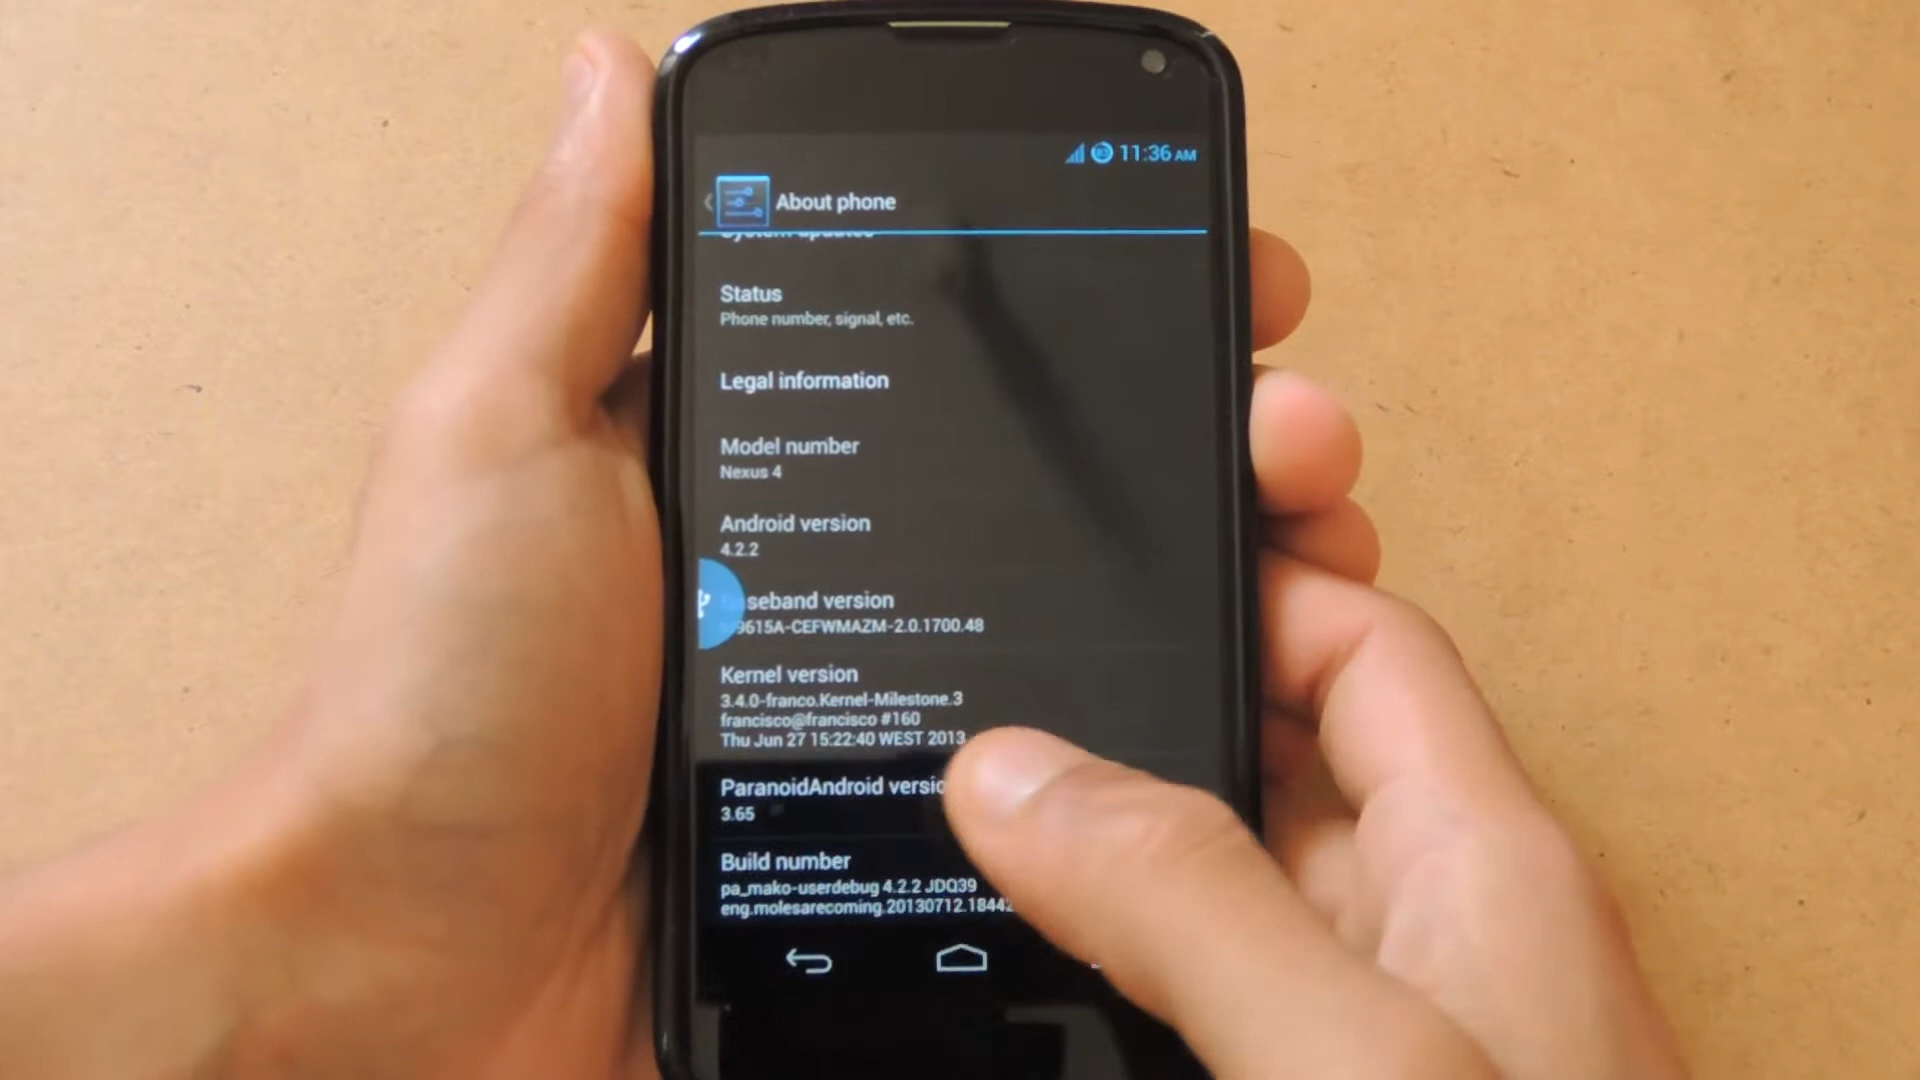 11:36 AM
About phone
System updates
Status
Phone number, signal, etc.
Legal information
Model number
Nexus 4
Android version
4.2.2
seband version
9615A-CEFWMAZM-2.0.1700.48
Kernel version
3.4.0-franco.Kernel-Milestone.3
francisco@francisco #160
Thu Jun 27 15:22:40 WEST 2013
ParanoidAndroid versio
3.65
Build number
pa_mako-userdebug 4.2.2 JDQ39
eng.molesarecoming.20130712.18442